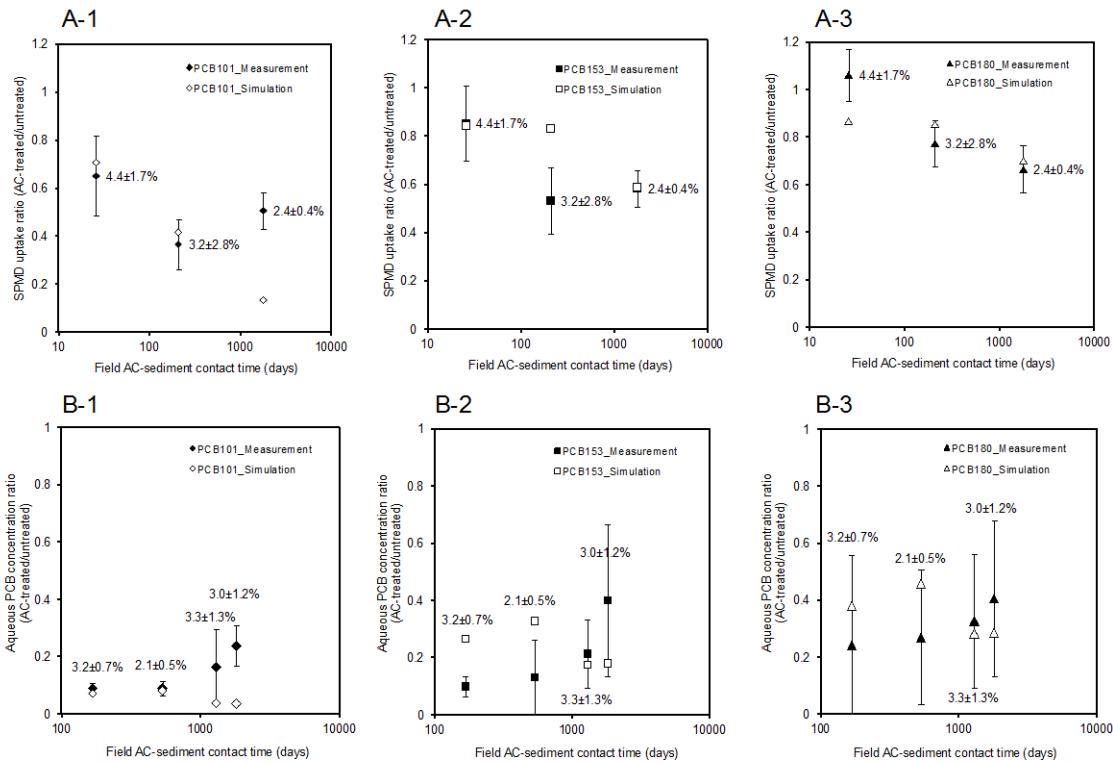 A-1
1.2
1
0.8
0.6
0.4
0.2
0
10
100
1000
10000
SPMD uptake ratio (AC-treated/untreated)
Field AC-sediment contact time (days)
PCB101_Measurement
PCB101_Simulation
4.4±1.7%
3.2±2.8%
2.4±0.4%
A-2
1.2
1
0.8
0.6
0.4
0.2
0
10
100
1000
10000
SPMD uptake ratio (AC-treated/untreated)
Field AC-sediment contact time (days)
PCB153_Measurement
PCB153_Simulation
4.4±1.7%
3.2±2.8%
2.4±0.4%
A-3
1.2
1
0.8
0.6
0.4
0.2
0
10
100
1000
10000
SPMD uptake ratio (AC-treated/untreated)
Field AC-sediment contact time (days)
PCB180_Measurement
PCB180_Simulation
4.4±1.7%
3.2±2.8%
2.4±0.4%
B-1
1
0.8
0.6
0.4
0.2
0
100
1000
10000
Aqueous PCB concentration ratio
(AC-treated/untreated)
Field AC-sediment contact time (days)
PCB101_Measurement
PCB101_Simulation
3.2±0.7%
2.1±0.5%
3.3±1.3%
3.0±1.2%
B-2
1
0.8
0.6
0.4
0.2
0
100
1000
10000
Aqueous PCB concentration ratio
(AC-treated/untreated)
Field AC-sediment contact time (days)
PCB153_Measurement
PCB153_Simulation
3.2±0.7%
2.1±0.5%
3.0±1.2%
3.3±1.3%
B-3
1
0.8
0.6
0.4
0.2
0
100
1000
10000
Aqueous PCB concentration ratio
(AC-treated/untreated)
Field AC-sediment contact time (days)
PCB180_Measurement
PCB180_Simulation
3.2±0.7%
2.1±0.5%
3.0±1.2%
3.3±1.3%